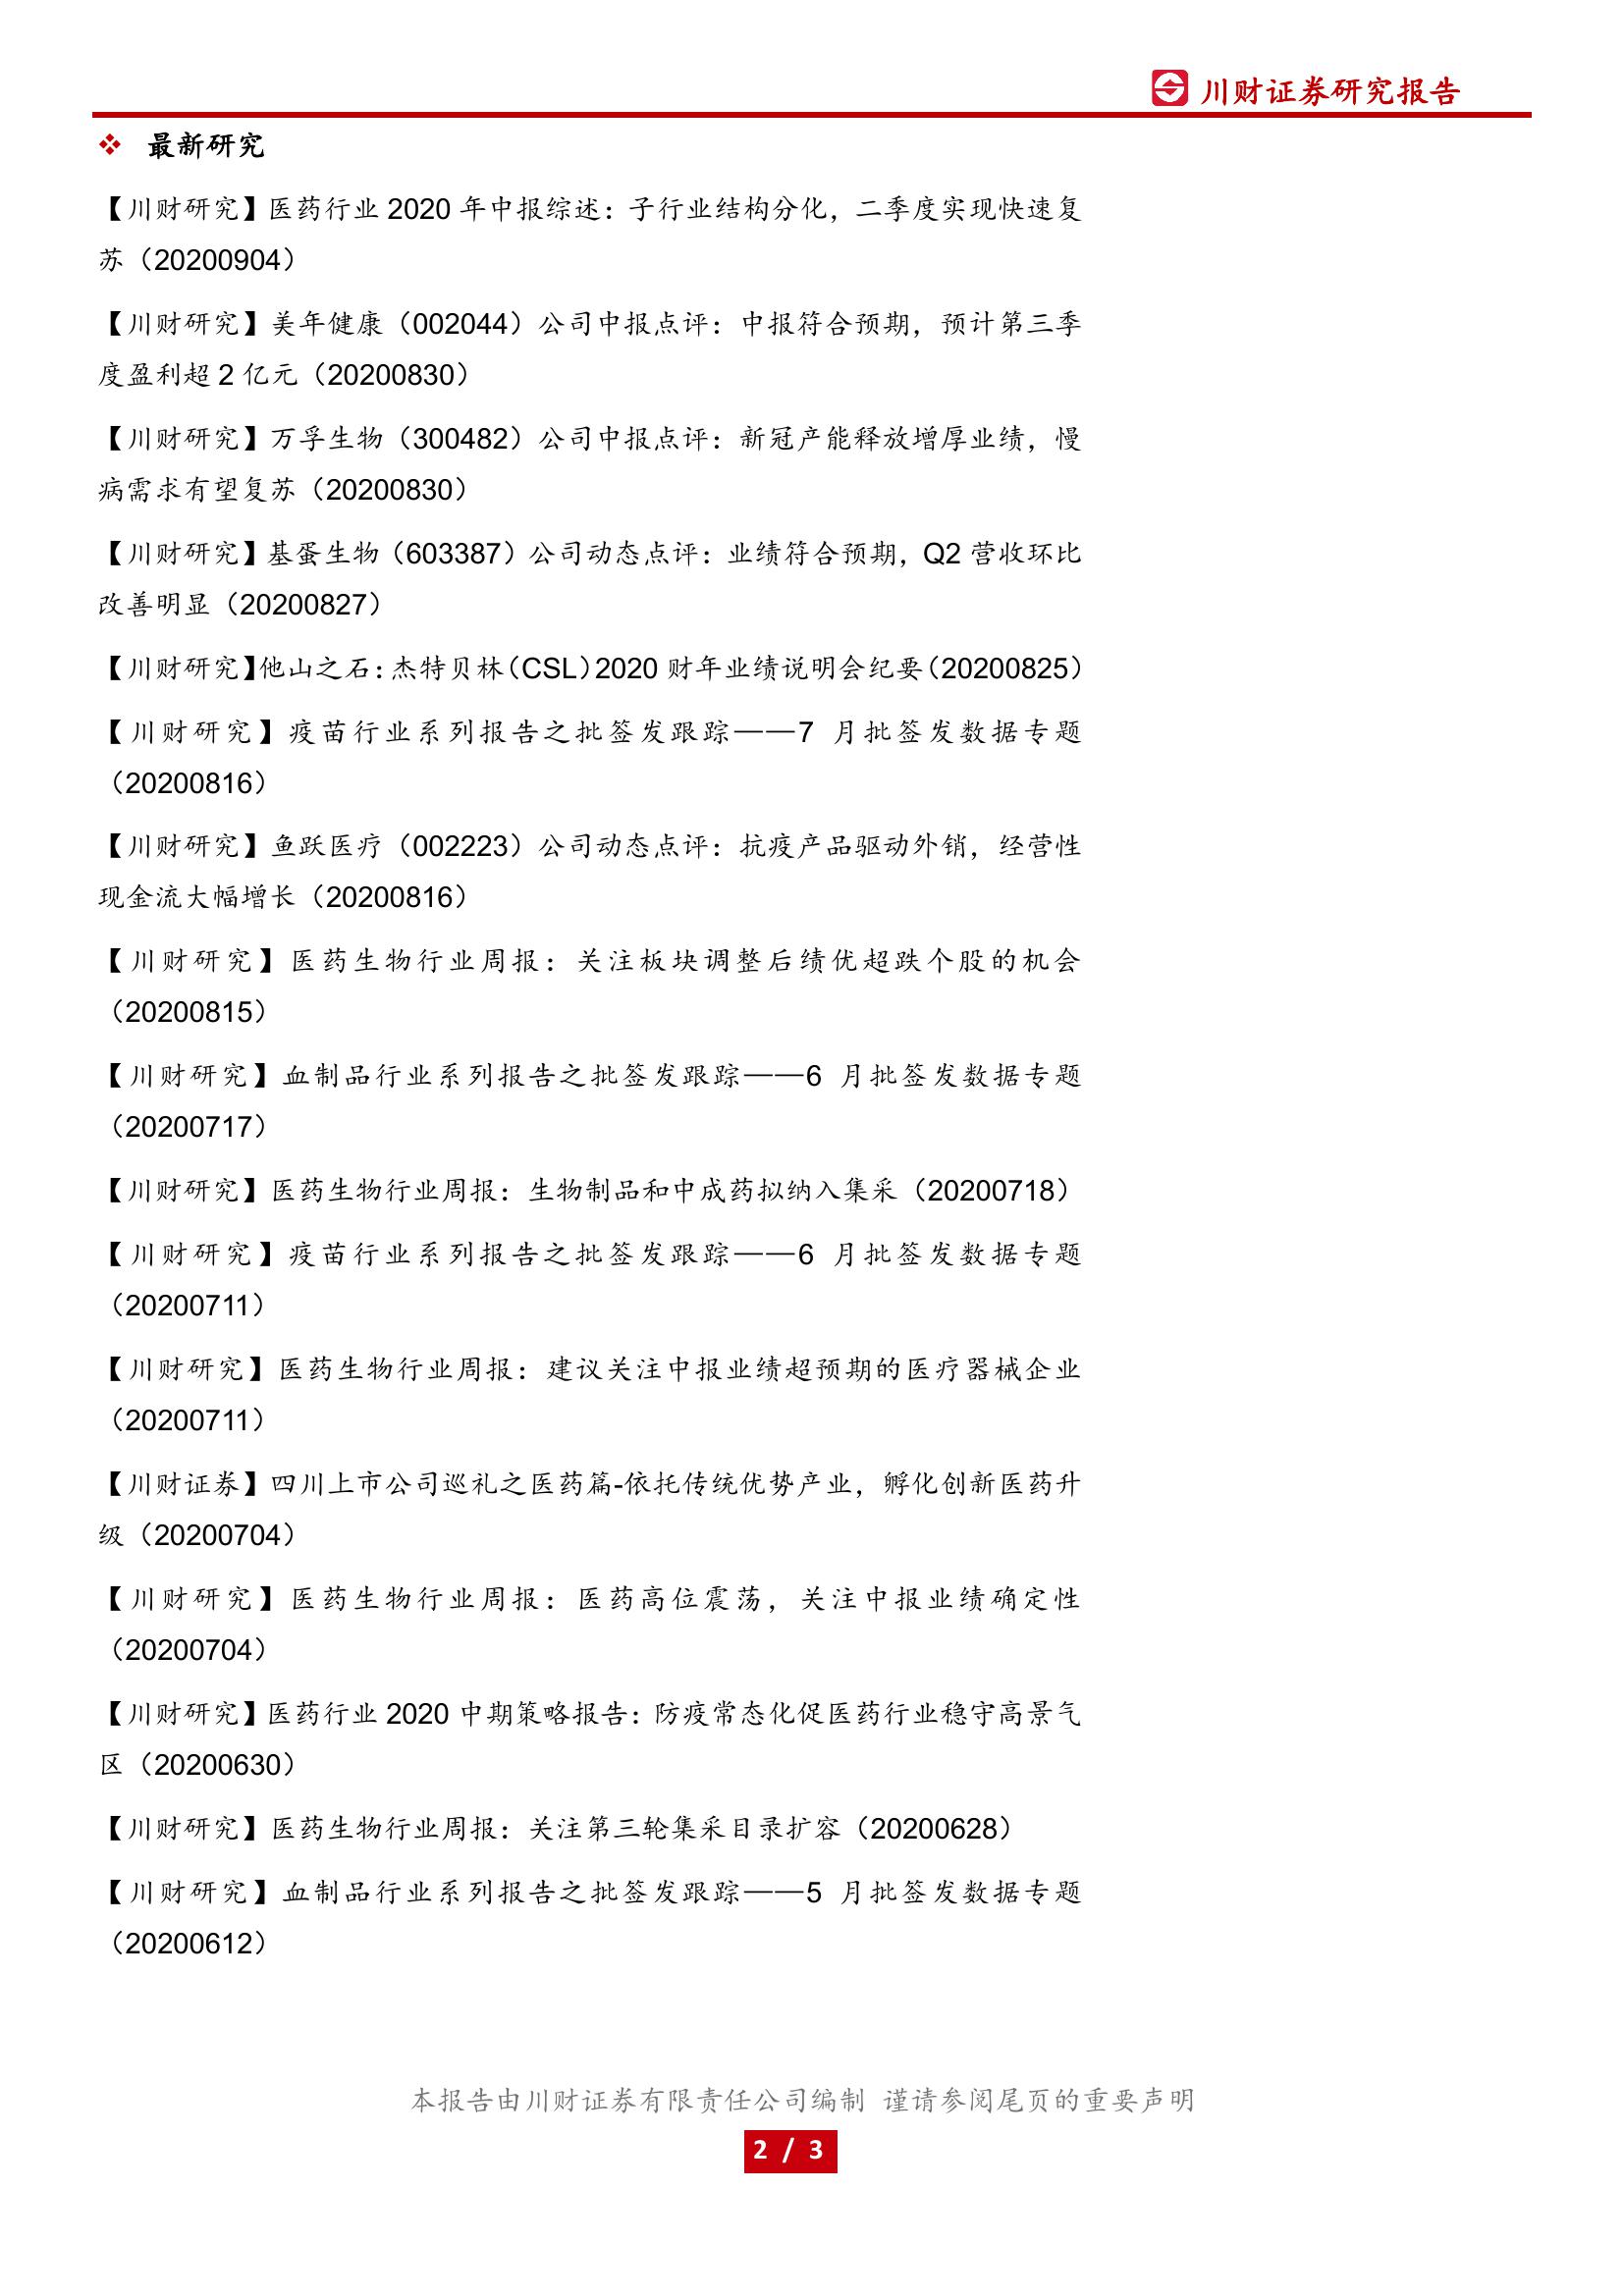 川财证券研究报告
❖ 最新研究
【川财研究】医药行业 2020 年中报综述：子行业结构分化，二季度实现快速复
苏（20200904）
【川财研究】美年健康（002044）公司中报点评：中报符合预期，预计第三季
度盈利超 2 亿元（20200830）
【川财研究】万孚生物（300482）公司中报点评：新冠产能释放增厚业绩，慢
病需求有望复苏（20200830）
【川财研究】基蛋生物（603387）公司动态点评：业绩符合预期，Q2 营收环比
改善明显（20200827）
【川财研究】他山之石：杰特贝林（CSL）2020 财年业绩说明会纪要（20200825）
【川财研究】疫苗行业系列报告之批签发跟踪——7 月批签发数据专题
（20200816）
【川财研究】鱼跃医疗（002223）公司动态点评：抗疫产品驱动外销，经营性
现金流大幅增长（20200816）
【川财研究】医药生物行业周报：关注板块调整后绩优超跌个股的机会
（20200815）
【川财研究】血制品行业系列报告之批签发跟踪——6 月批签发数据专题
（20200717）
【川财研究】医药生物行业周报：生物制品和中成药拟纳入集采（20200718）
【川财研究】疫苗行业系列报告之批签发跟踪——6 月批签发数据专题
（20200711）
【川财研究】医药生物行业周报：建议关注中报业绩超预期的医疗器械企业
（20200711）
【川财证券】四川上市公司巡礼之医药篇-依托传统优势产业，孵化创新医药升
级（20200704）
【川财研究】医药生物行业周报：医药高位震荡，关注中报业绩确定性
（20200704）
【川财研究】医药行业 2020 中期策略报告：防疫常态化促医药行业稳守高景气
区（20200630）
【川财研究】医药生物行业周报：关注第三轮集采目录扩容（20200628）
【川财研究】血制品行业系列报告之批签发跟踪——5 月批签发数据专题
（20200612）
本报告由川财证券有限责任公司编制 谨请参阅尾页的重要声明
2 / 3